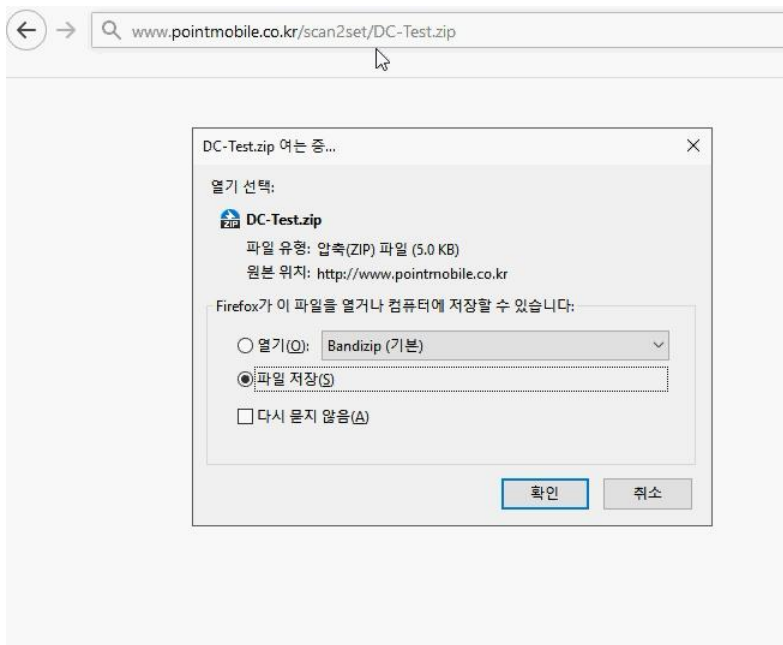 www.pointmobile.co.kr/scan2set/DC-Test.zip
DC-Test.zip 여는 중...
열기 선택:
ZIP DC-Test.zip
파일 유형: 압축(ZIP) 파일 (5.0 KB)
원본 위치: http://www.pointmobile.co.kr
Firefox가 이 파일을 열거나 컴퓨터에 저장할 수 있습니다:
열기(O): Bandizip (기본)
파일 저장(S)
다시 묻지 않음(A)
확인 취소